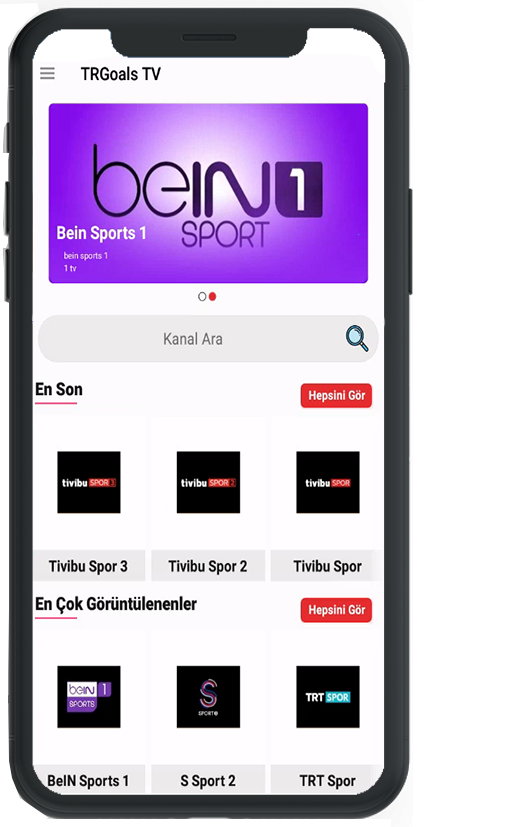 TRGoals TV
beIN 1
SPORT
Bein Sports 1
bein sports 1
1 tv
Kanal Ara
En Son
Hepsini Gör
tivibu SPOR 1
tivibu SPOR 2
tivibu SPOR
Tivibu Spor 3
Tivibu Spor 2
Tivibu Spor
En Çok Görüntülenenler
Hepsini Gör
beIN 1
SPORTS
S
TRT SPOR
BeIN Sports 1
S Sport 2
TRT Spor